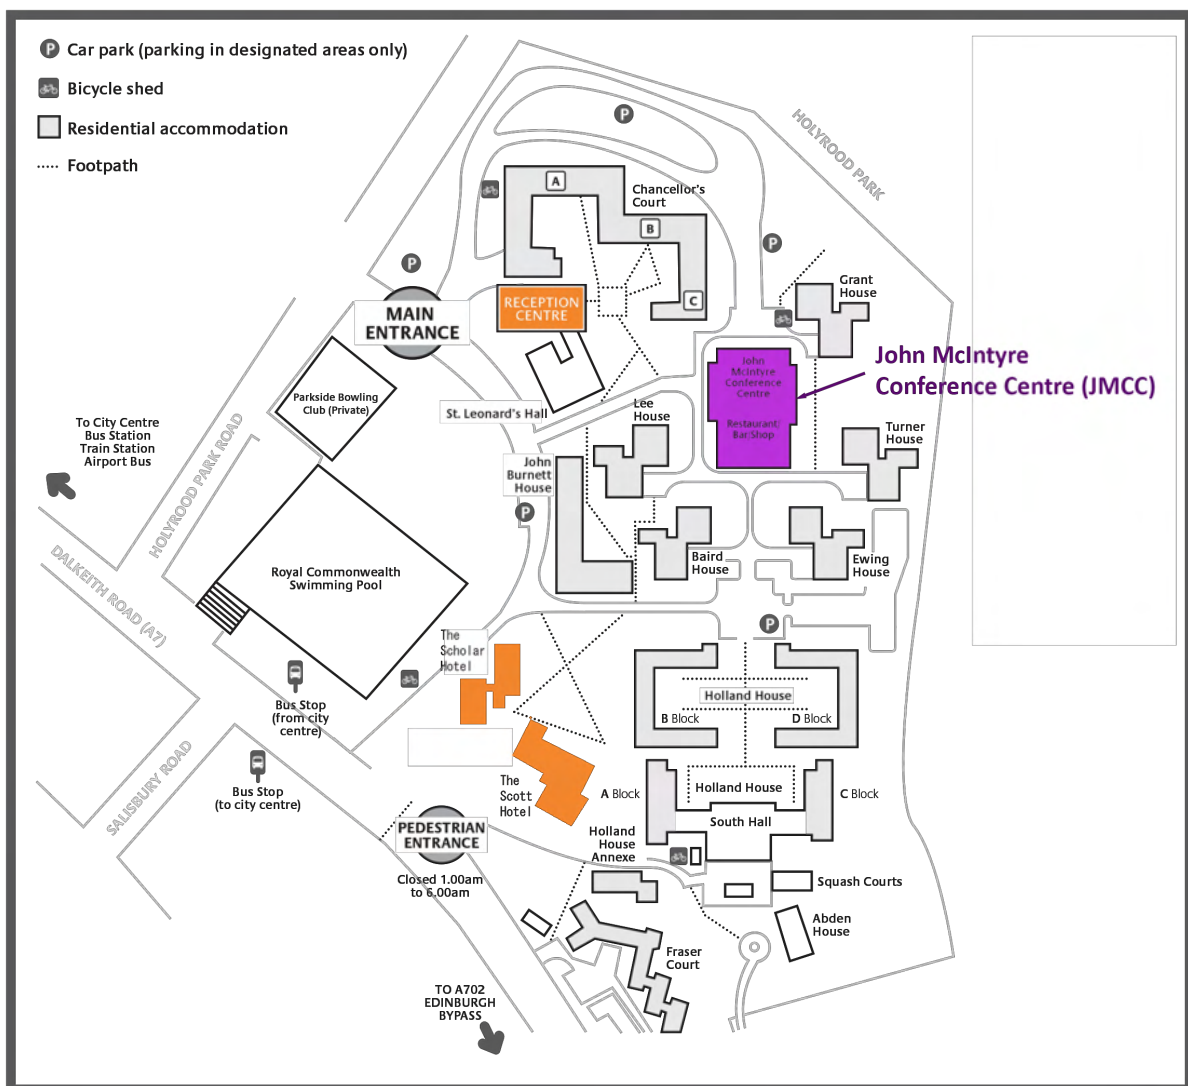 P Car park (parking in designated areas only)
Bicycle shed
Residential accommodation
Footpath
HOLYROOD PARK
P
A
Chancellor's
Court
B
C
P
P
Grant
House
RECEPTION
CENTRE
MAIN
ENTRANCE
John McIntyre
Conference Centre (JMCC)
John
McIntyre
Conference
Centre
Restaurant/
Bar/Shop
Parkside Bowling
Club (Private)
St. Leonard's Hall
Lee
House
Turner
House
To City Centre
Bus Station
Train Station
Airport Bus
HOLYROOD PARK ROAD
John
Burnett
House
P
DALKEITH ROAD (A7)
Royal Commonwealth
Swimming Pool
Baird
House
Ewing
House
P
The
Scholar
Hotel
Bus Stop
(from city
centre)
Holland House
B Block
D Block
SALISBURY ROAD
Bus Stop
(to city centre)
The
Scott
Hotel
A Block
Holland House
C Block
South Hall
PEDESTRIAN
ENTRANCE
Closed 1.00am
to 6.00am
Holland
House
Annexe
Squash Courts
Abden
House
Fraser
Court
TO A702
EDINBURGH
BYPASS